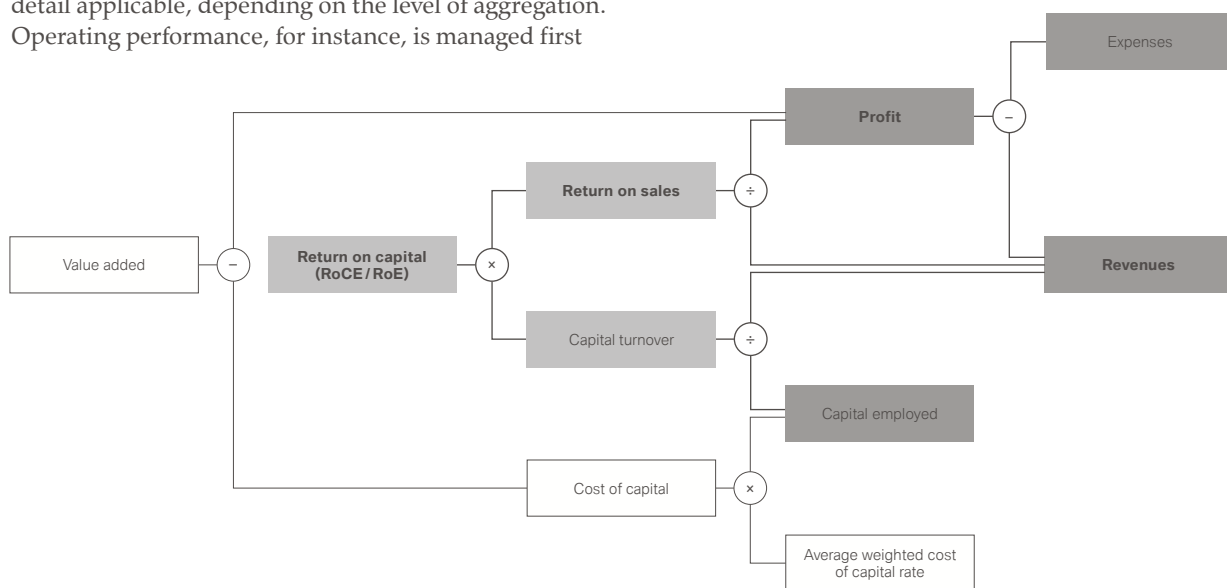 detail applicable, depending on the level of aggregation.
Operating performance, for instance, is managed first
Expenses
Profit
−
Return on sales
÷
Value added
−
Return on capital
(RoCE / RoE)
×
Revenues
Capital turnover
÷
Capital employed
Cost of capital
×
Average weighted cost
of capital rate